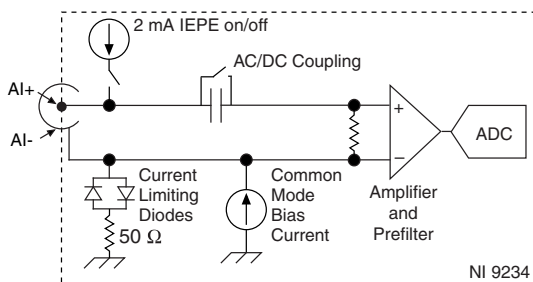 2 mA IEPE on/off
AC/DC Coupling
AI+
AI-
+
−
ADC
Current
Limiting
Diodes
50 Ω
Common
Mode
Bias
Current
Amplifier
and
Prefilter
NI 9234